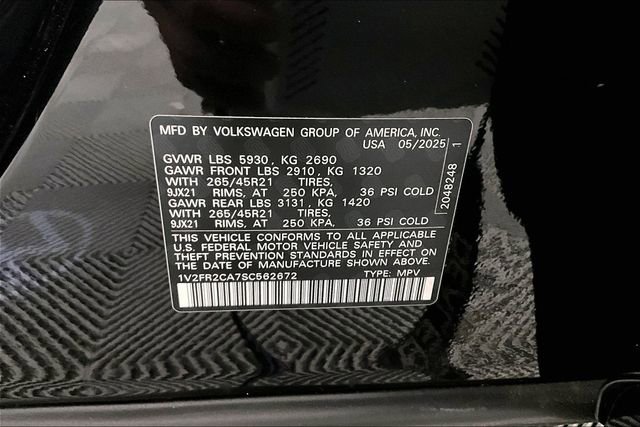 MFD BY VOLKSWAGEN GROUP OF AMERICA, INC.
USA 05/2025
GVWR LBS 5930, KG 2690
GAWR FRONT LBS 2910, KG 1320
WITH 265/45R21 TIRES,
9JX21 RIMS, AT 250 KPA, 36 PSI COLD
GAWR REAR LBS 3131, KG 1420
WITH 265/45R21 TIRES,
9JX21 RIMS, AT 250 KPA, 36 PSI COLD
THIS VEHICLE CONFORMS TO ALL APPLICABLE
U.S. FEDERAL MOTOR VEHICLE SAFETY AND
THEFT PREVENTION STANDARDS IN EFFECT ON
THE DATE OF MANUFACTURE SHOWN ABOVE.
1V2FR2CA7SC562672 TYPE: MPV
2048248 1